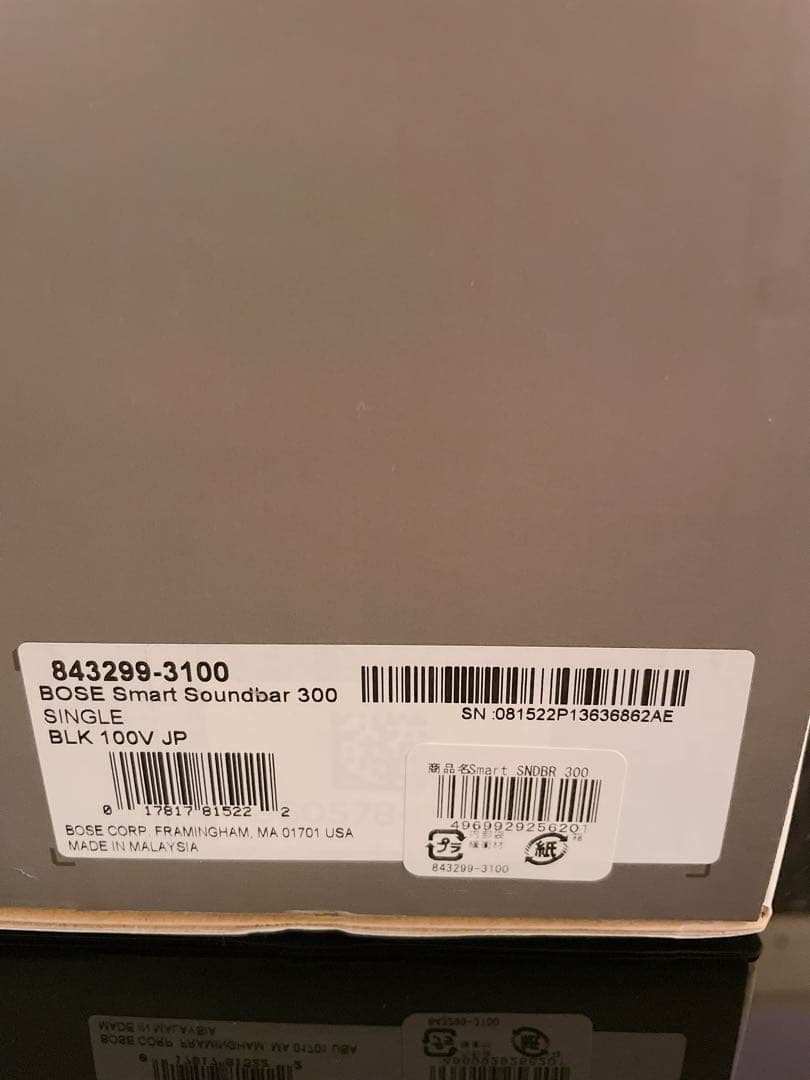 843299-3100
BOSE Smart Soundbar 300
SINGLE
BLK 100V JP
SN :081522P13636862AE
0 17817 81522 2
BOSE CORP. FRAMINGHAM, MA 01701 USA
MADE IN MALAYSIA
商品名Smart SNDBR 300
4969929256201
プラ
紙
843299-3100